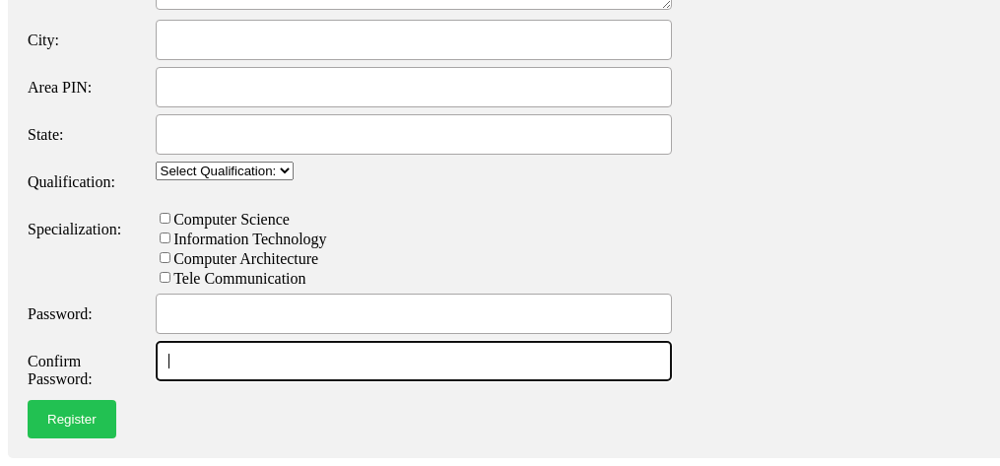 City:
Area PIN:
State:
Qualification: Select Qualification:
Specialization: Computer Science
Information Technology
Computer Architecture
Tele Communication
Password:
Confirm
Password:
Register